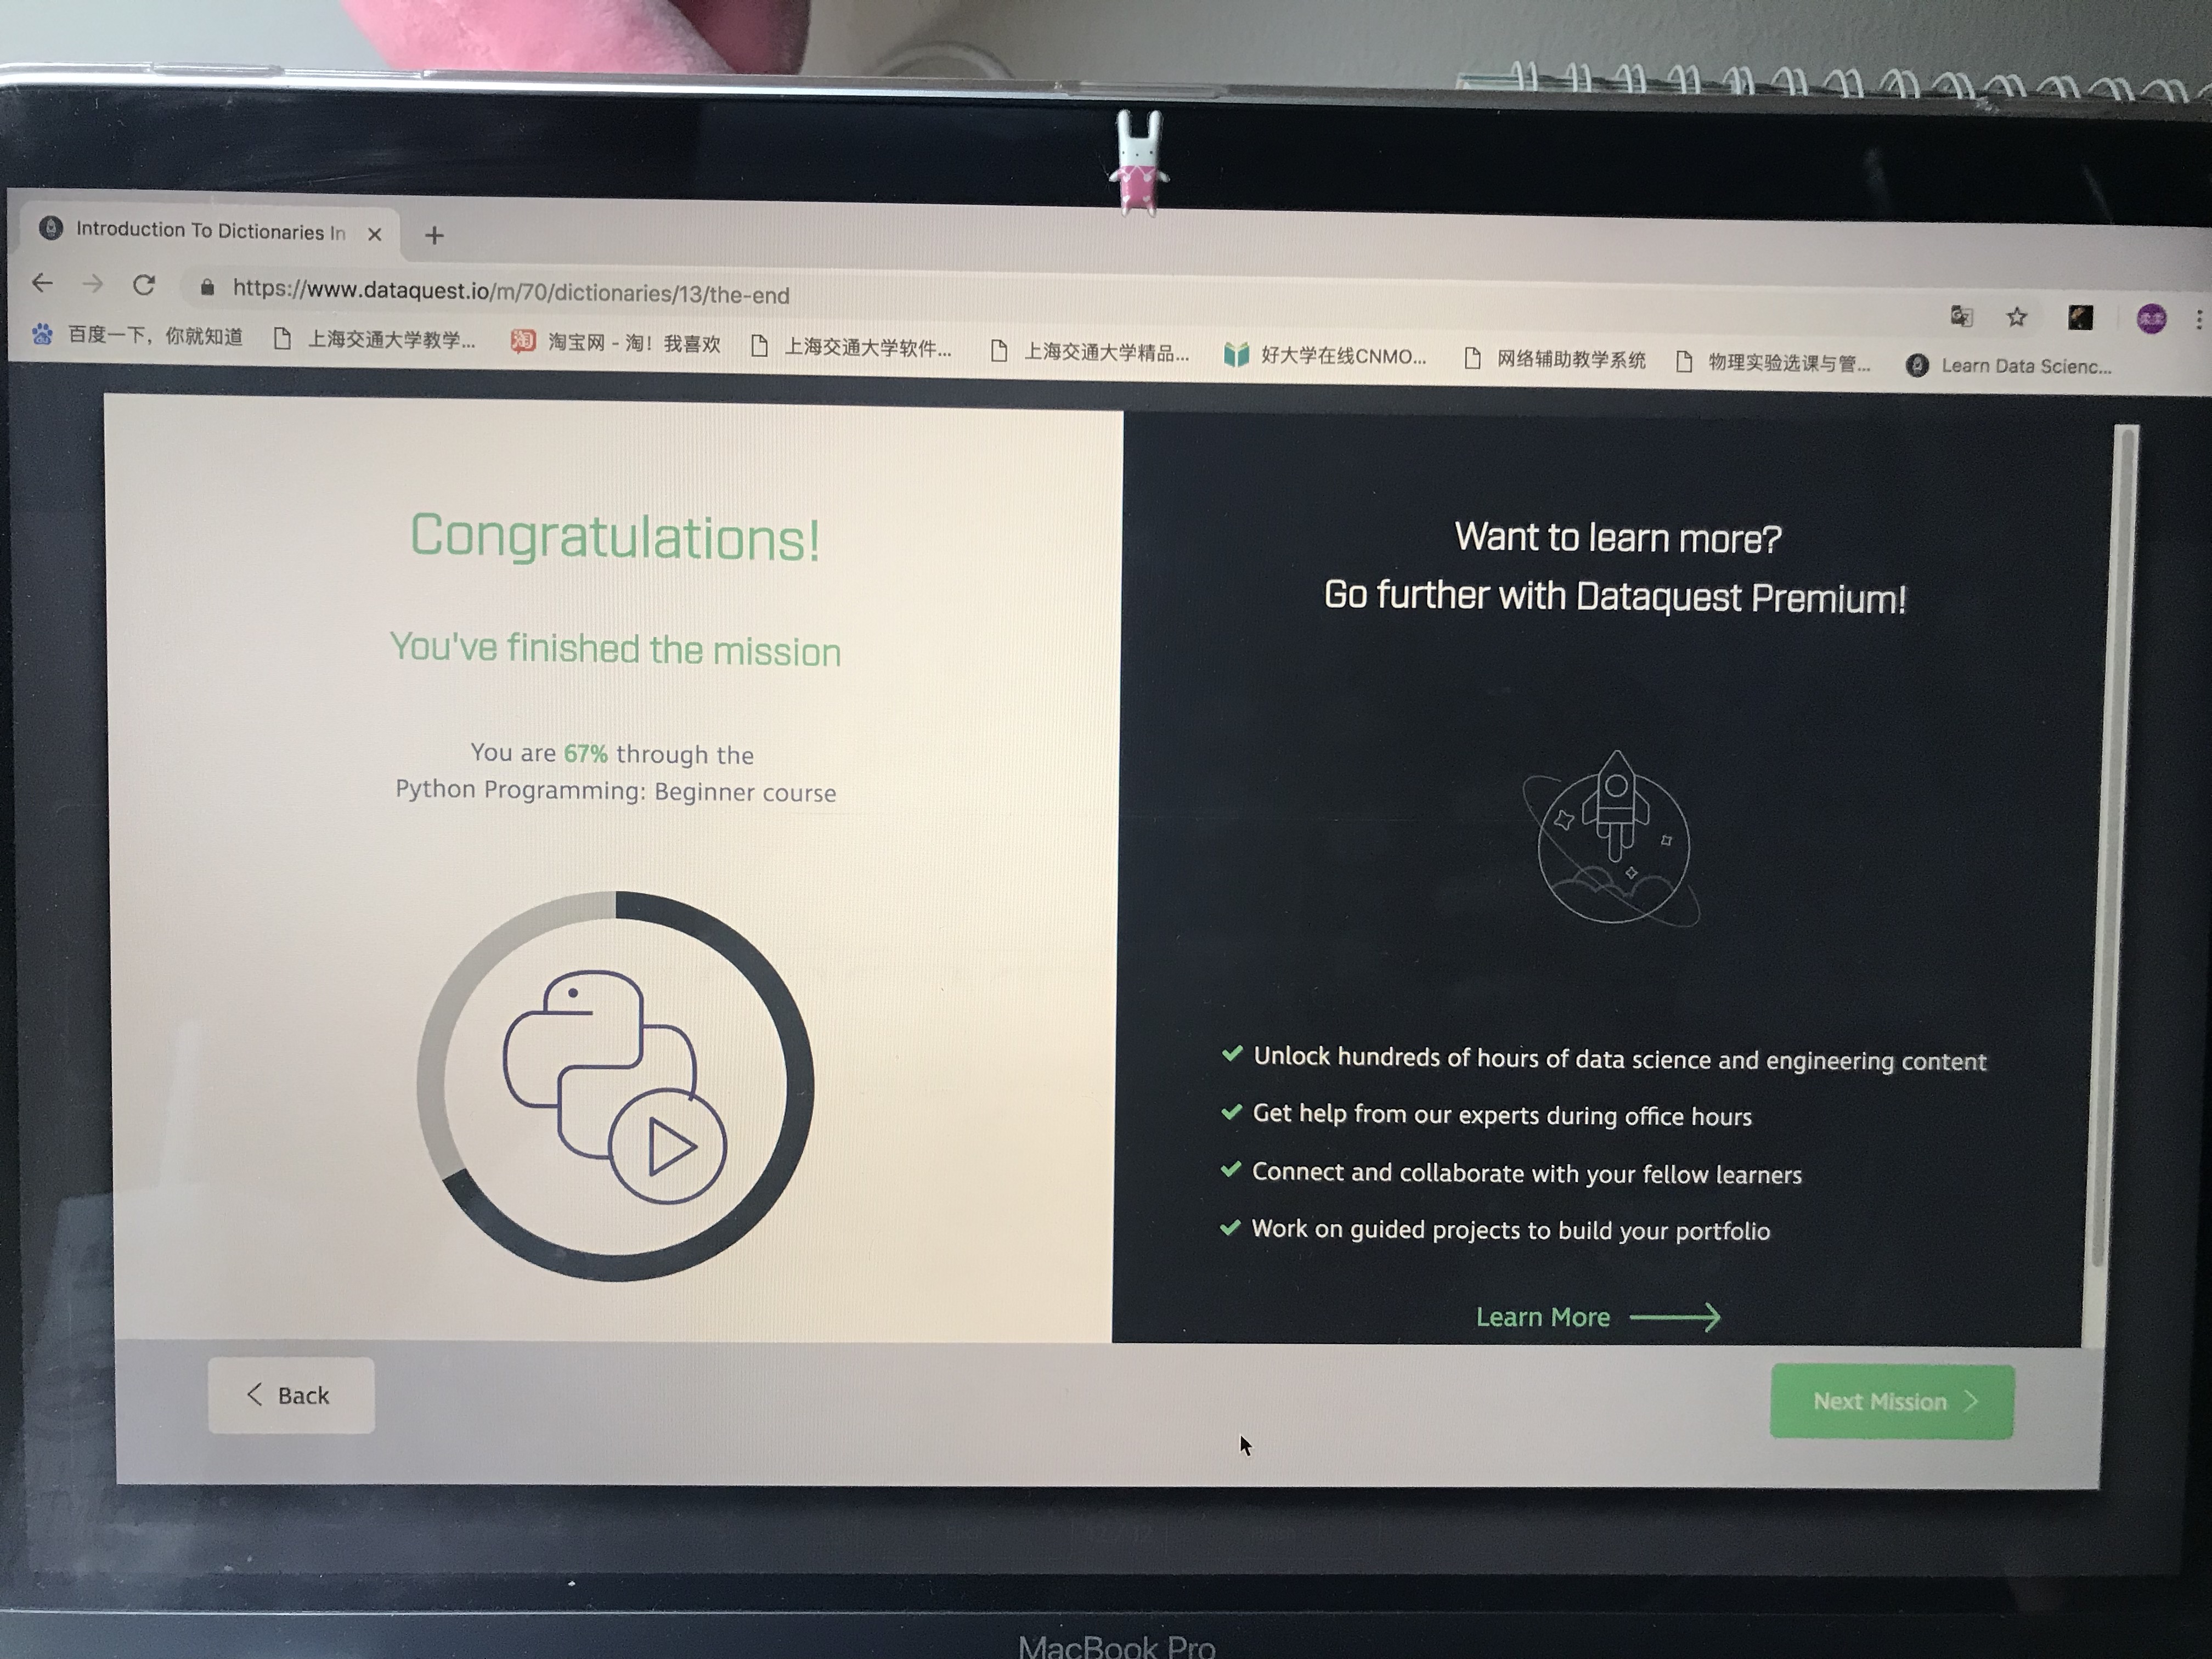 Introduction To Dictionaries In
https://www.dataquest.io/m/70/dictionaries/13/the-end
百度一下，你就知道
上海交通大学教学...
淘 淘宝网 - 淘！我喜欢
上海交通大学软件...
上海交通大学精品...
好大学在线CNMO...
网络辅助教学系统
物理实验选课与管...
Learn Data Scienc...
Congratulations!
You've finished the mission
You are 67% through the
Python Programming: Beginner course
Want to learn more?
Go further with Dataquest Premium!
Unlock hundreds of hours of data science and engineering content
Get help from our experts during office hours
Connect and collaborate with your fellow learners
Work on guided projects to build your portfolio
Learn More
Back
Next Mission
MacBook Pro